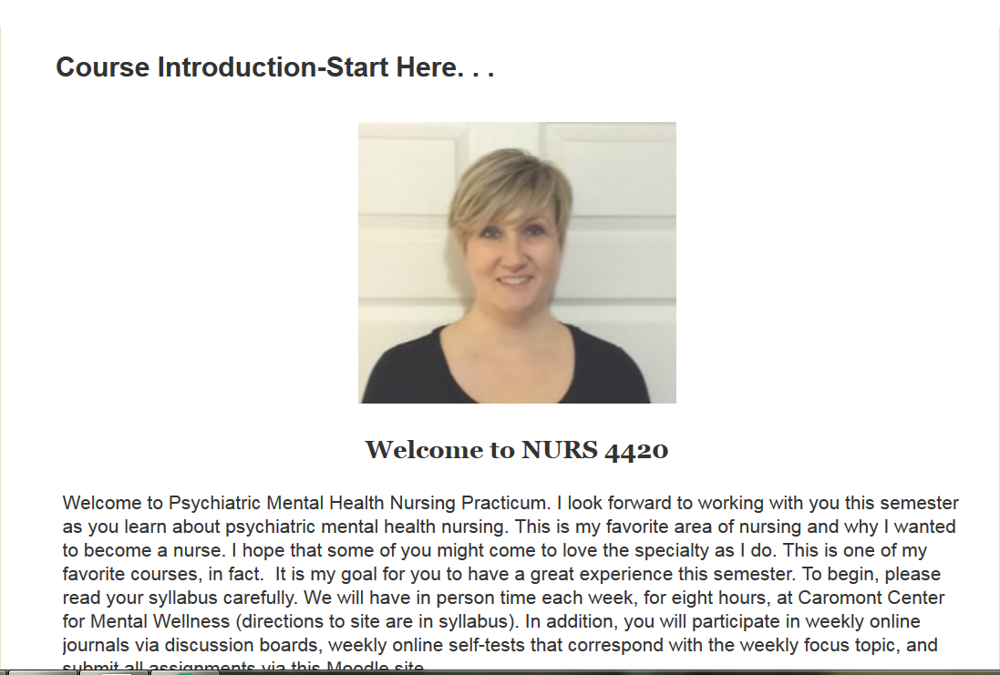 Course Introduction-Start Here. . .
Welcome to NURS 4420
Welcome to Psychiatric Mental Health Nursing Practicum. I look forward to working with you this semester
as you learn about psychiatric mental health nursing. This is my favorite area of nursing and why I wanted
to become a nurse. I hope that some of you might come to love the specialty as I do. This is one of my
favorite courses, in fact.  It is my goal for you to have a great experience this semester. To begin, please
read your syllabus carefully. We will have in person time each week, for eight hours, at Caromont Center
for Mental Wellness (directions to site are in syllabus). In addition, you will participate in weekly online
journals via discussion boards, weekly online self-tests that correspond with the weekly focus topic, and
submit all assignments via this Moodle site.